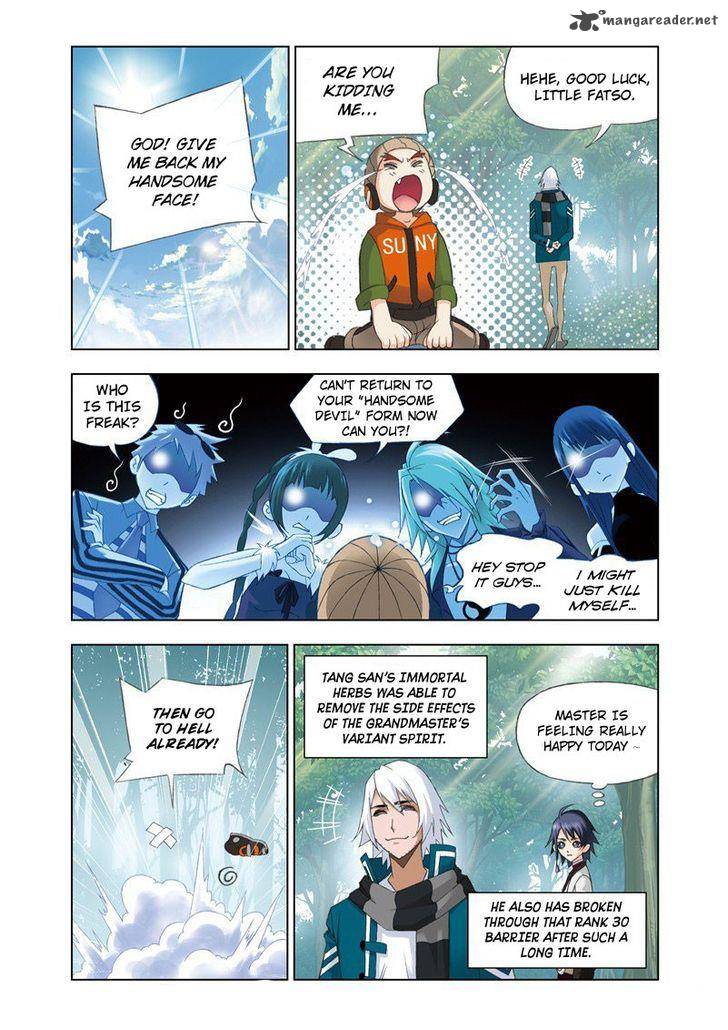 mangareader.net
GOD! GIVE
ME BACK MY
HANDSOME
FACE!
ARE YOU
KIDDING
ME...
HEHE, GOOD LUCK,
LITTLE FATSO.
SUNY
WHO
IS THIS
FREAK?
CAN'T RETURN TO
YOUR "HANDSOME
DEVIL" FORM NOW
CAN YOU?!
HEY STOP
IT GUYS...
I MIGHT
JUST KILL
MYSELF...
THEN GO
TO HELL
ALREADY!
TANG SAN'S IMMORTAL
HERBS WAS ABLE TO
REMOVE THE SIDE EFFECTS
OF THE GRANDMASTER'S
VARIANT SPIRIT.
MASTER IS
FEELING REALLY
HAPPY TODAY ~
HE ALSO HAS BROKEN
THROUGH THAT RANK 30
BARRIER AFTER SUCH A
LONG TIME.